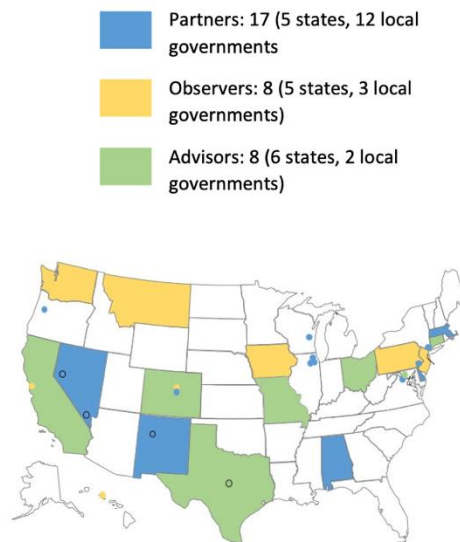 Partners: 17 (5 states, 12 local
governments
Observers: 8 (5 states, 3 local
governments)
Advisors: 8 (6 states, 2 local
governments)